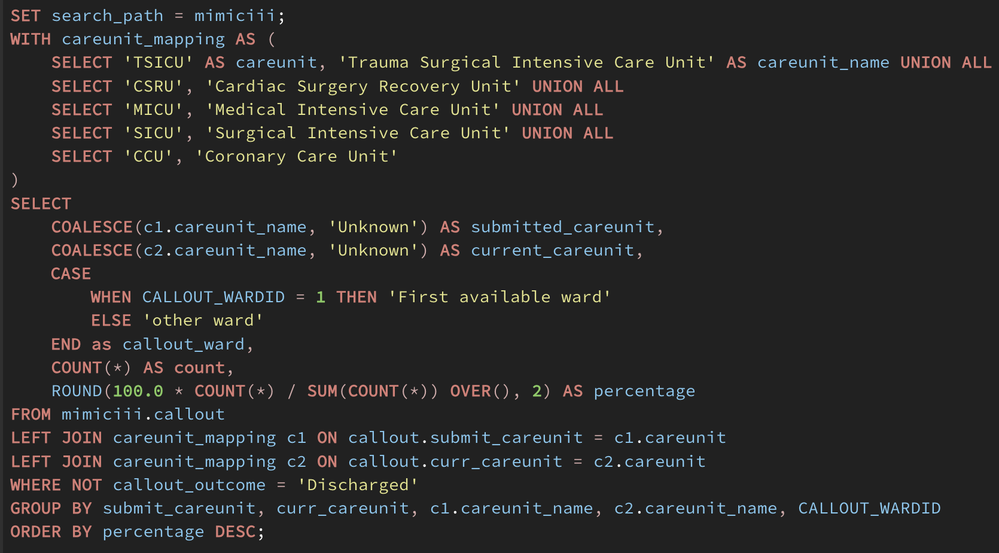 SET search_path = mimiciii;
WITH careunit_mapping AS (
    SELECT 'TSICU' AS careunit, 'Trauma Surgical Intensive Care Unit' AS careunit_name UNION ALL
    SELECT 'CSRU', 'Cardiac Surgery Recovery Unit' UNION ALL
    SELECT 'MICU', 'Medical Intensive Care Unit' UNION ALL
    SELECT 'SICU', 'Surgical Intensive Care Unit' UNION ALL
    SELECT 'CCU', 'Coronary Care Unit'
)
SELECT
    COALESCE(c1.careunit_name, 'Unknown') AS submitted_careunit,
    COALESCE(c2.careunit_name, 'Unknown') AS current_careunit,
    CASE
        WHEN CALLOUT_WARDID = 1 THEN 'First available ward'
        ELSE 'other ward'
    END as callout_ward,
    COUNT(*) AS count,
    ROUND(100.0 * COUNT(*) / SUM(COUNT(*)) OVER(), 2) AS percentage
FROM mimiciii.callout
LEFT JOIN careunit_mapping c1 ON callout.submit_careunit = c1.careunit
LEFT JOIN careunit_mapping c2 ON callout.curr_careunit = c2.careunit
WHERE NOT callout_outcome = 'Discharged'
GROUP BY submit_careunit, curr_careunit, c1.careunit_name, c2.careunit_name, CALLOUT_WARDID
ORDER BY percentage DESC;